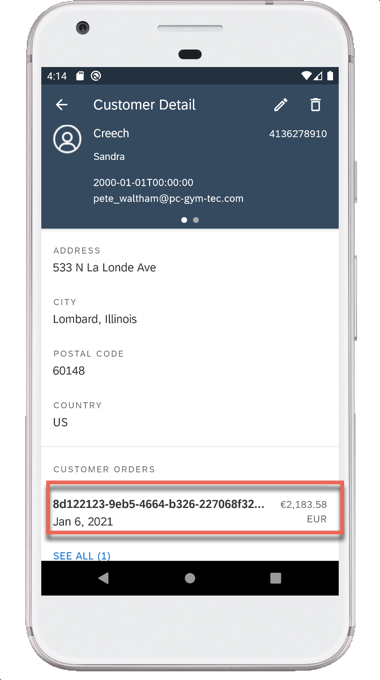 4:14
Customer Detail
Creech 4136278910
Sandra
2000-01-01T00:00:00
pete_waltham@pc-gym-tec.com
ADDRESS
533 N La Londe Ave
CITY
Lombard, Illinois
POSTAL CODE
60148
COUNTRY
US
CUSTOMER ORDERS
8d122123-9eb5-4664-b326-227068f32... €2,183.58
Jan 6, 2021 EUR
SEE ALL (1)